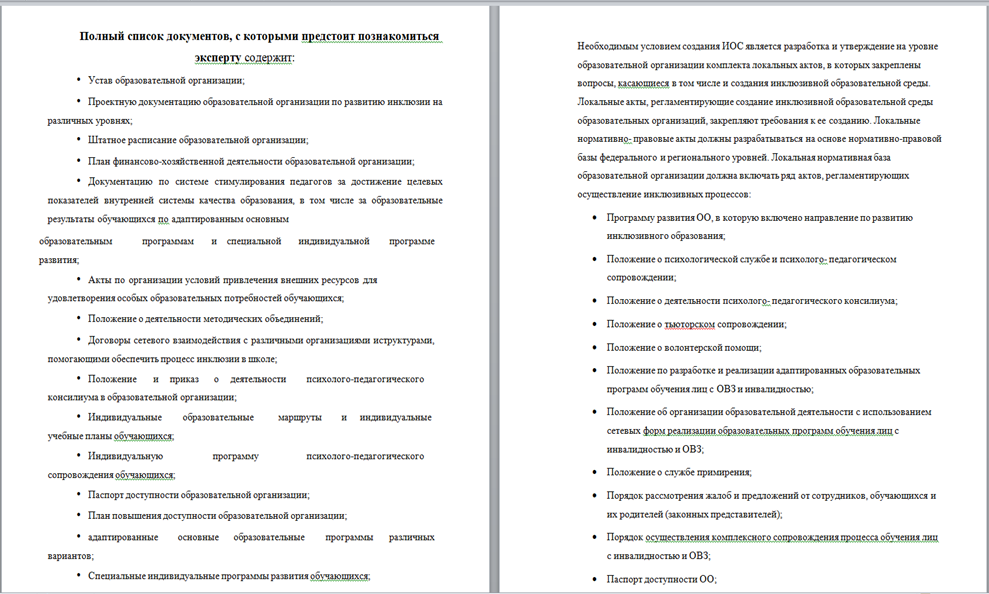 Полный список документов, с которыми предстоит познакомиться
эксперту содержит:
• Устав образовательной организации;
• Проектную документацию образовательной организации по развитию инклюзии на
различных уровнях;
• Штатное расписание образовательной организации;
• План финансово-хозяйственной деятельности образовательной организации;
• Документацию по системе стимулирования педагогов за достижение целевых
показателей внутренней системы качества образования, в том числе за образовательные
результаты обучающихся по адаптированным основным
образовательным программам и специальной индивидуальной программе
развития;
• Акты по организации условий привлечения внешних ресурсов для
удовлетворения особых образовательных потребностей обучающихся;
• Положение о деятельности методических объединений;
• Договоры сетевого взаимодействия с различными организациями иструктурами,
помогающими обеспечить процесс инклюзии в школе;
• Положение и приказ о деятельности психолого-педагогического
консилиума в образовательной организации;
• Индивидуальные образовательные маршруты и индивидуальные
учебные планы обучающихся;
• Индивидуальную программу психолого-педагогического
сопровождения обучающихся;
• Паспорт доступности образовательной организации;
• План повышения доступности образовательной организации;
• адаптированные основные образовательные программы различных
вариантов;
• Специальные индивидуальные программы развития обучающихся;
Необходимым условием создания ИОС является разработка и утверждение на уровне
образовательной организации комплекта локальных актов, в которых закреплены
вопросы, касающиеся в том числе и создания инклюзивной образовательной среды.
Локальные акты, регламентирующие создание инклюзивной образовательной среды
образовательных организаций, закрепляют требования к ее созданию. Локальные
нормативно- правовые акты должны разрабатываться на основе нормативно-правовой
базы федерального и регионального уровней. Локальная нормативная база
образовательной организации должна включать ряд актов, регламентирующих
осуществление инклюзивных процессов:
• Программу развития ОО, в которую включено направление по развитию
инклюзивного образования;
• Положение о психологической службе и психолого- педагогическом
сопровождении;
• Положение о деятельности психолого- педагогического консилиума;
• Положение о тьюторском сопровождении;
• Положение о волонтерской помощи;
• Положение по разработке и реализации адаптированных образовательных
программ обучения лиц с ОВЗ и инвалидностью;
• Положение об организации образовательной деятельности с использованием
сетевых форм реализации образовательных программ обучения лиц с
инвалидностью и ОВЗ;
• Положение о службе примирения;
• Порядок рассмотрения жалоб и предложений от сотрудников, обучающихся и
их родителей (законных представителей);
• Порядок осуществления комплексного сопровождения процесса обучения лиц
с инвалидностью и ОВЗ;
• Паспорт доступности ОО;